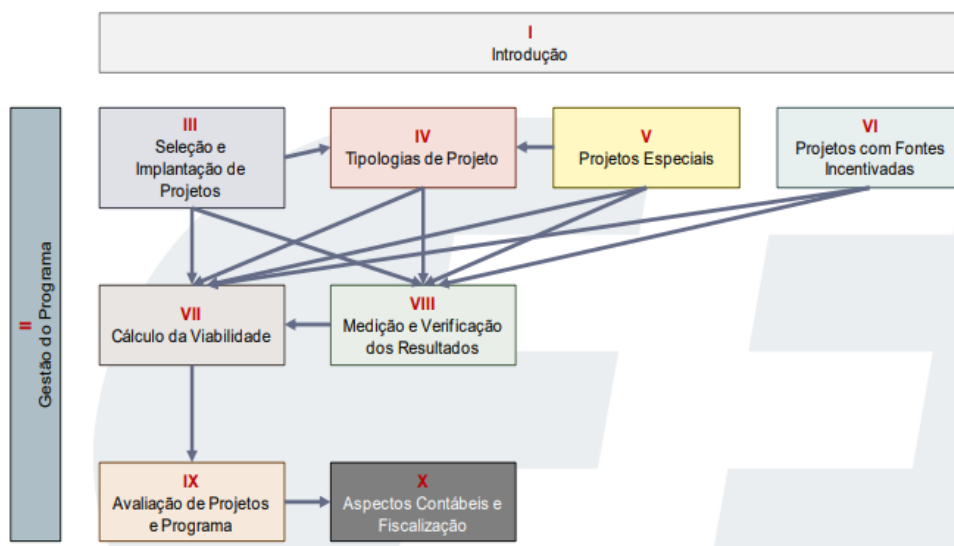 I
Introdução
II
Gestão do Programa
III
Seleção e
Implantação de
Projetos
IV
Tipologias de Projeto
V
Projetos Especiais
VI
Projetos com Fontes
Incentivadas
VII
Cálculo da Viabilidade
VIII
Medição e Verificação
dos Resultados
IX
Avaliação de Projetos
e Programa
X
Aspectos Contábeis e
Fiscalização